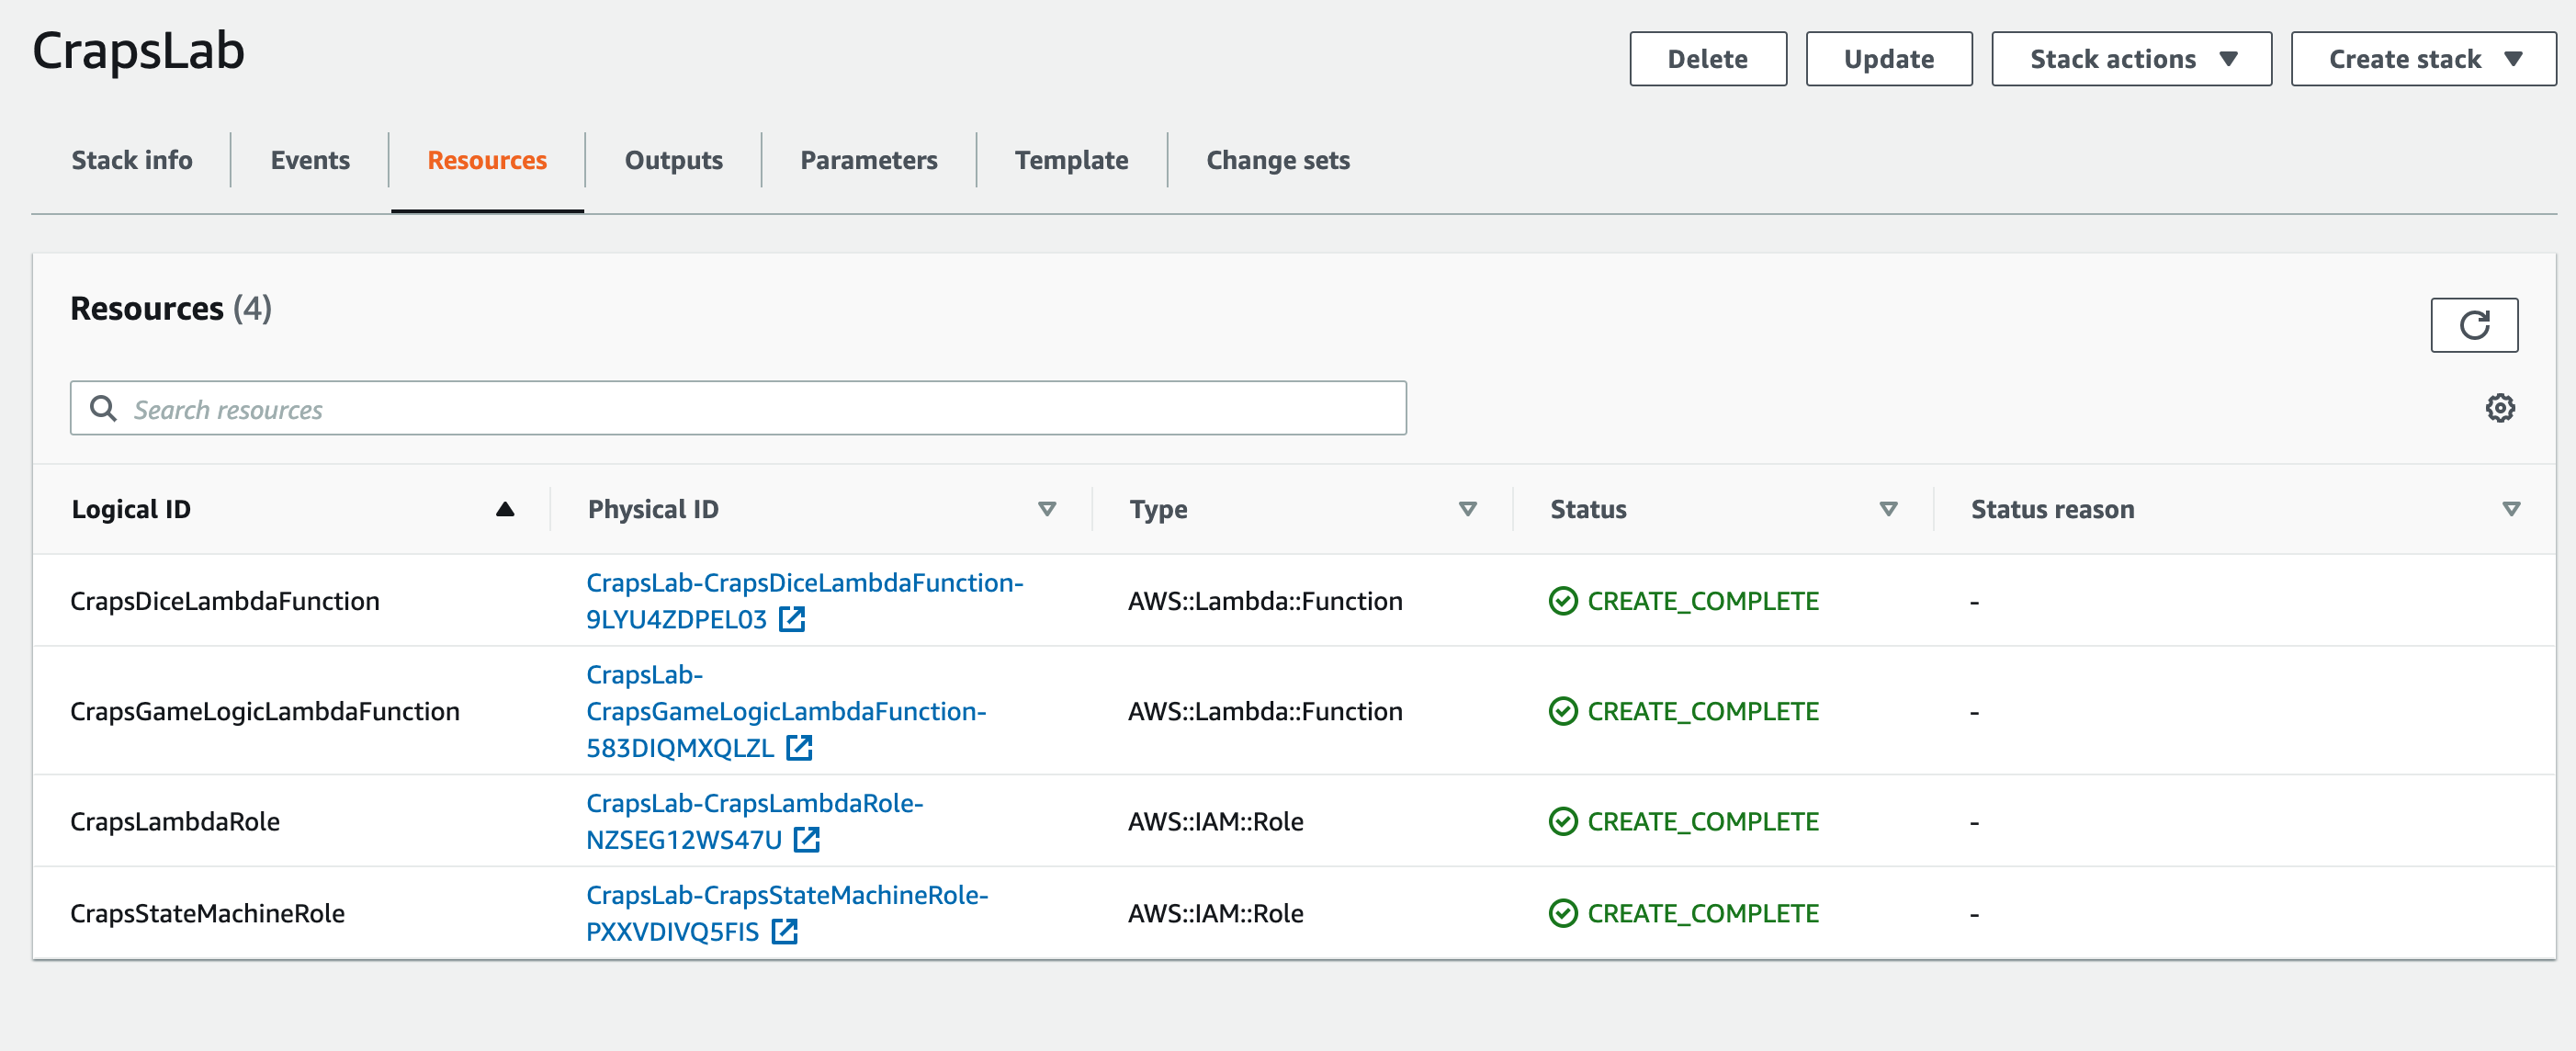 CrapsLab
Delete
Update
Stack actions
Create stack
Stack info
Events
Resources
Outputs
Parameters
Template
Change sets
Resources (4)
Search resources
Logical ID
Physical ID
Type
Status
Status reason
CrapsDiceLambdaFunction
CrapsLab-CrapsDiceLambdaFunction-
9LYU4ZDPEL03
AWS::Lambda::Function
CREATE_COMPLETE
-
CrapsGameLogicLambdaFunction
CrapsLab-
CrapsGameLogicLambdaFunction-
583DIQMXQLZL
AWS::Lambda::Function
CREATE_COMPLETE
-
CrapsLambdaRole
CrapsLab-CrapsLambdaRole-
NZSEG12WS47U
AWS::IAM::Role
CREATE_COMPLETE
-
CrapsStateMachineRole
CrapsLab-CrapsStateMachineRole-
PXXVDIVQ5FIS
AWS::IAM::Role
CREATE_COMPLETE
-